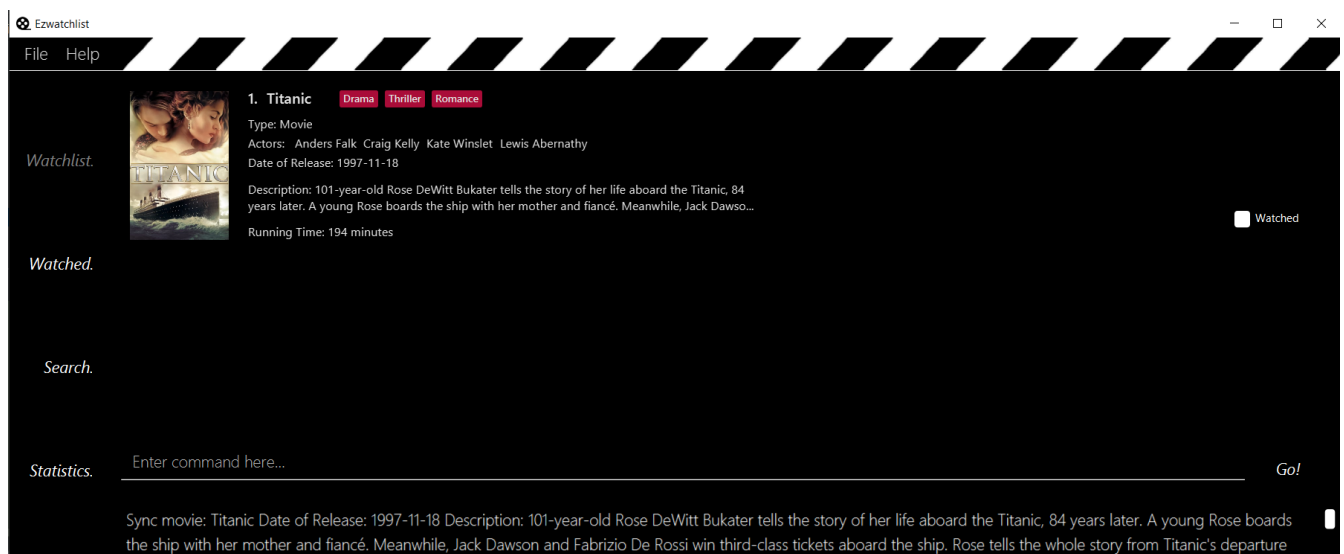 Ezwatchlist
File Help
Watchlist.
Watched.
Search.
Statistics.
TITANIC
1. Titanic Drama Thriller Romance
Type: Movie
Actors: Anders Falk Craig Kelly Kate Winslet Lewis Abernathy
Date of Release: 1997-11-18
Description: 101-year-old Rose DeWitt Bukater tells the story of her life aboard the Titanic, 84
years later. A young Rose boards the ship with her mother and fiancé. Meanwhile, Jack Dawso...
Running Time: 194 minutes
Watched
Enter command here...
Go!
Sync movie: Titanic Date of Release: 1997-11-18 Description: 101-year-old Rose DeWitt Bukater tells the story of her life aboard the Titanic, 84 years later. A young Rose boards
the ship with her mother and fiancé. Meanwhile, Jack Dawson and Fabrizio De Rossi win third-class tickets aboard the ship. Rose tells the whole story from Titanic's departure